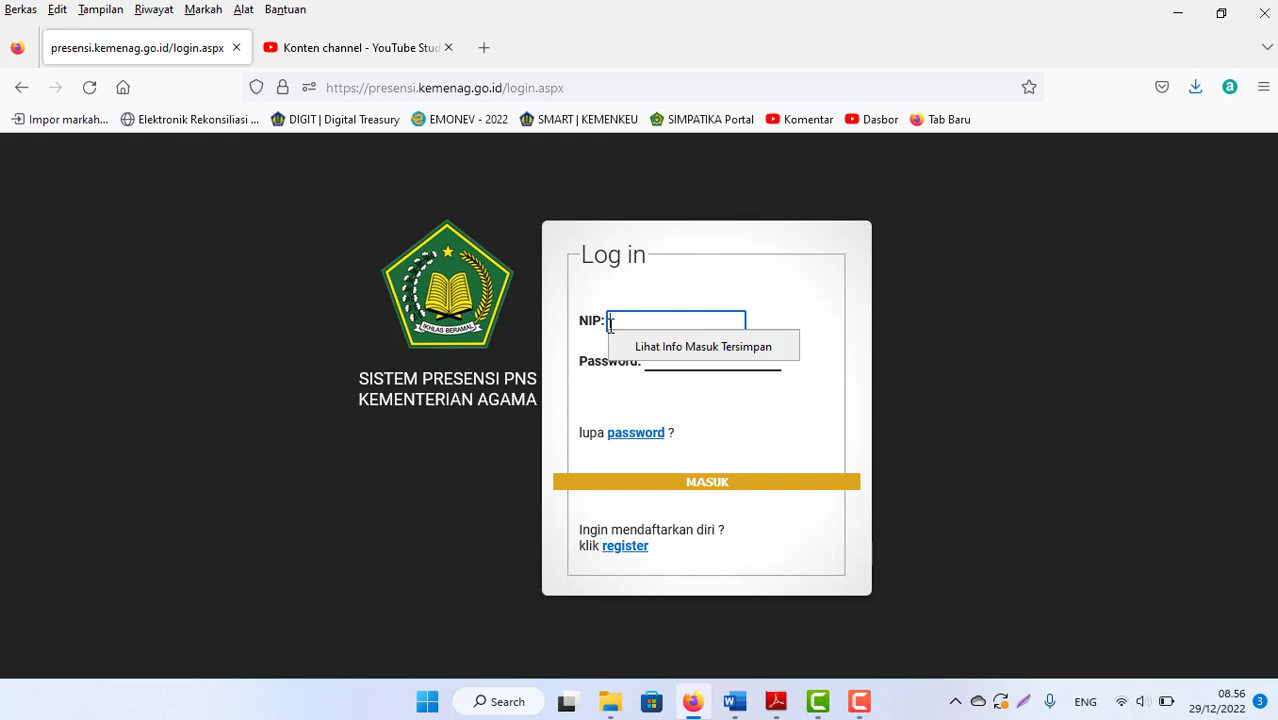 Berkas Edit Tampilan Riwayat Markah Alat Bantuan
presensi.kemenag.go.id/login.aspx Konten channel - YouTube Stud
https://presensi.kemenag.go.id/login.aspx
Impor markah... Elektronik Rekonsiliasi ... DIGIT | Digital Treasury EMONEV - 2022 SMART | KEMENKEU SIMPATIKA Portal Komentar Dasbor Tab Baru
IKHLAS BERAMAL
SISTEM PRESENSI PNS
KEMENTERIAN AGAMA
Log in
NIP:
Lihat Info Masuk Tersimpan
Password:
lupa password ?
MASUK
Ingin mendaftarkan diri ?
klik register
Search
ENG
08.56
29/12/2022
3